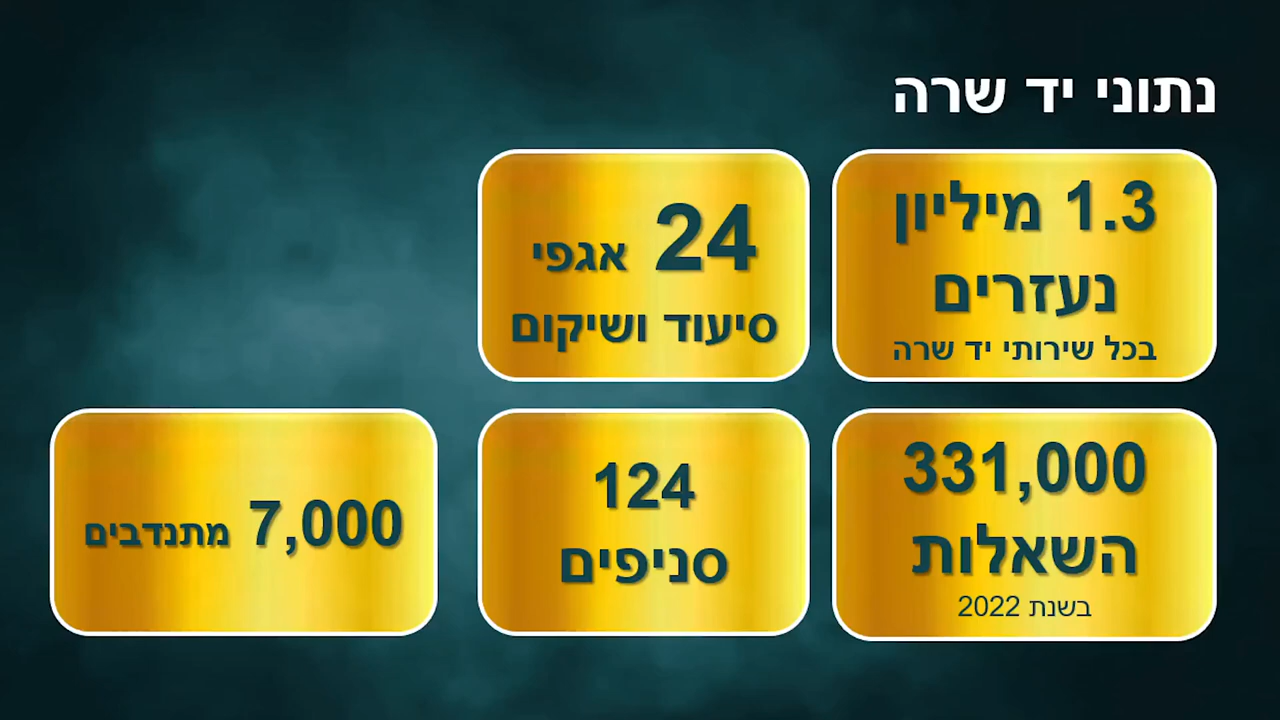 נתוני יד שרה
1.3 מיליון
נעזרים
בכל שירותי יד שרה
24 אגפי
סיעוד ושיקום
331,000
השאלות
בשנת 2022
124
סניפים
7,000 מתנדבים